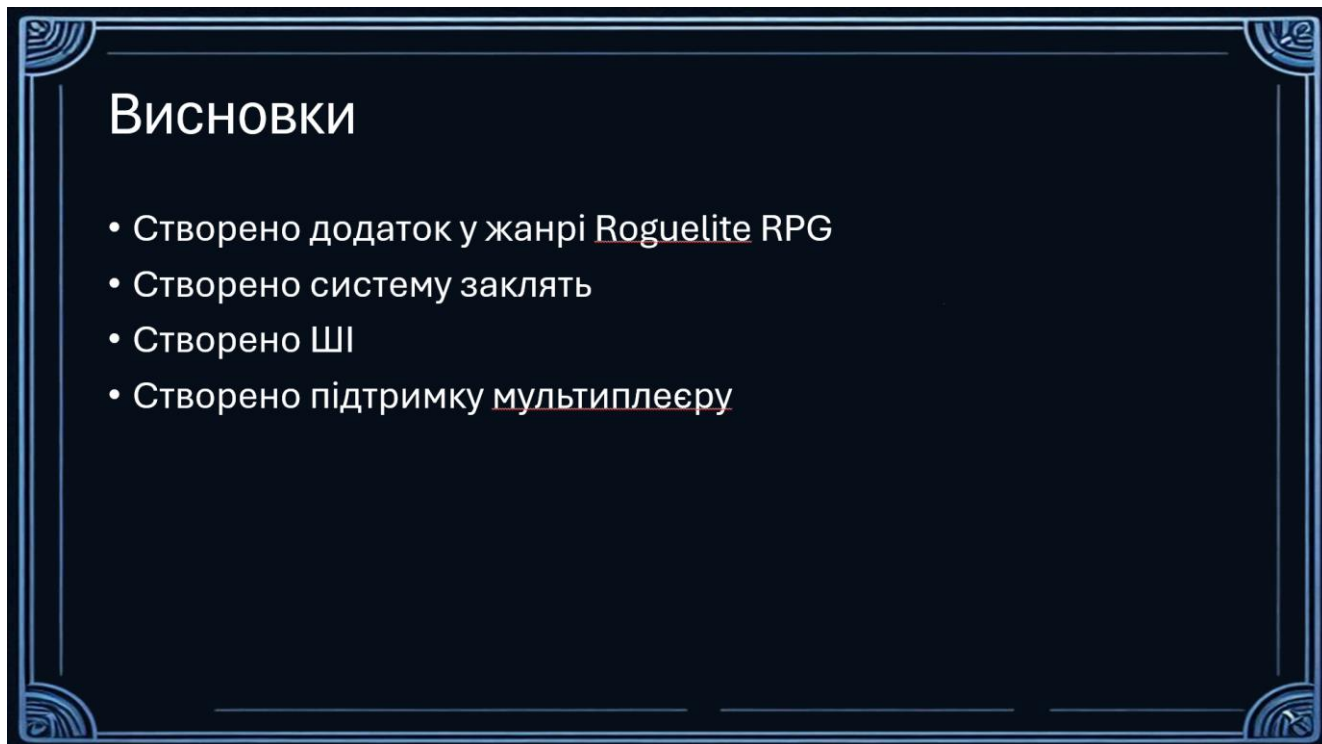 Висновки
• Створено додаток у жанрі Roguelite RPG
• Створено систему заклять
• Створено ШІ
• Створено підтримку мультиплеєру